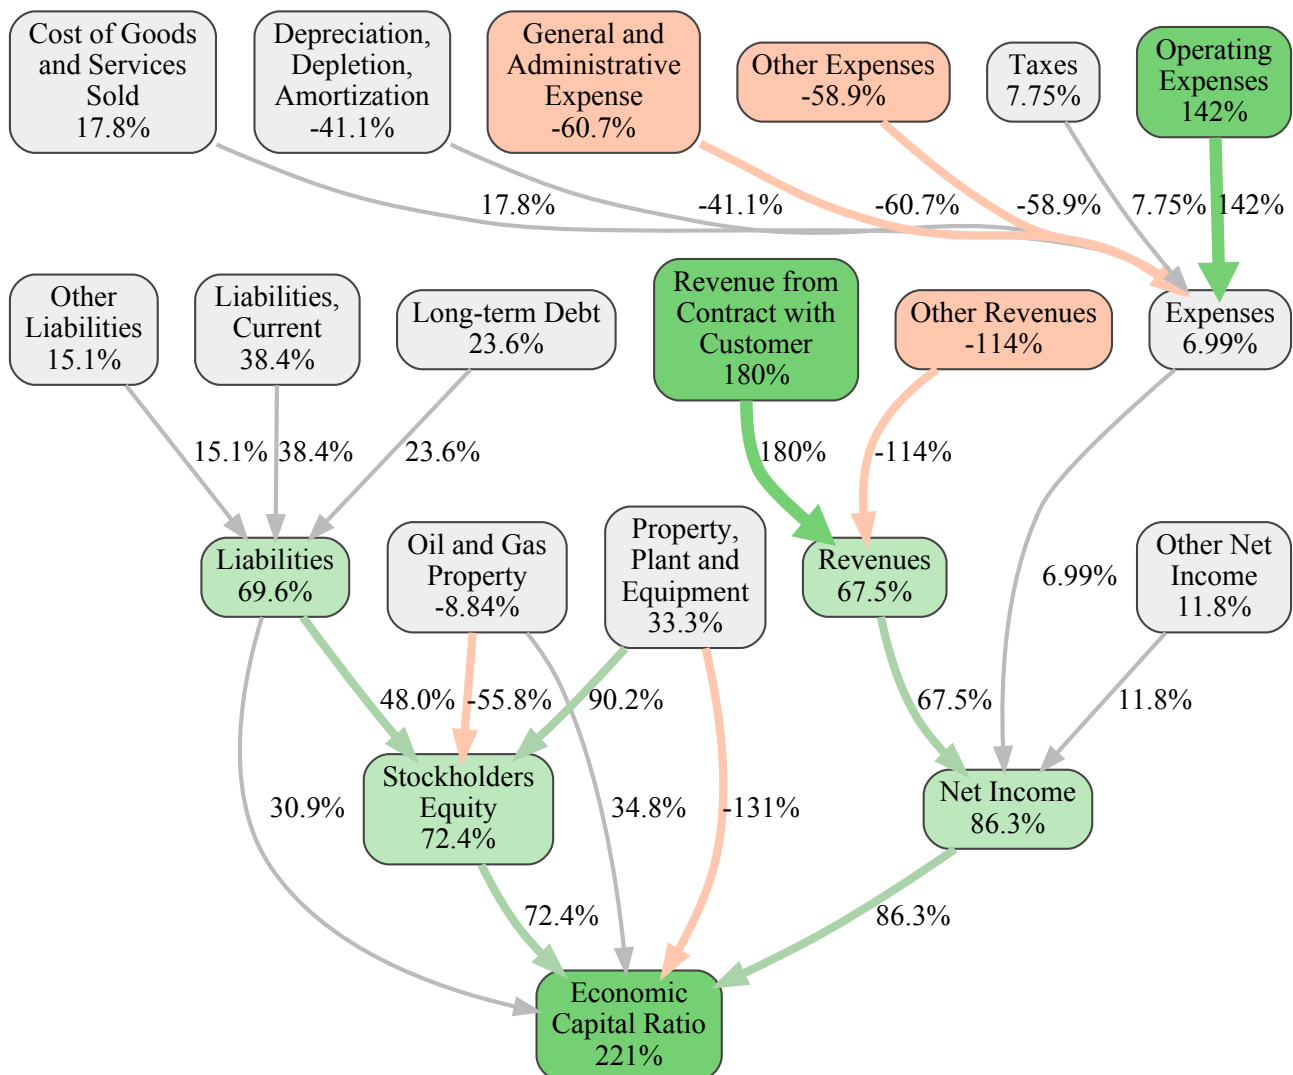 Cost of Goods
and Services
Sold
17.8%
Depreciation,
Depletion,
Amortization
-41.1%
General and
Administrative
Expense
-60.7%
Other Expenses
-58.9%
Taxes
7.75%
Operating
Expenses
142%
17.8%
-41.1%
-60.7%
-58.9%
7.75%
142%
Other
Liabilities
15.1%
Liabilities,
Current
38.4%
Long-term Debt
23.6%
Revenue from
Contract with
Customer
180%
Other Revenues
-114%
Expenses
6.99%
15.1%
38.4%
23.6%
180%
-114%
Liabilities
69.6%
Oil and Gas
Property
-8.84%
Property,
Plant and
Equipment
33.3%
Revenues
67.5%
6.99%
Other Net
Income
11.8%
48.0%
-55.8%
90.2%
67.5%
11.8%
30.9%
Stockholders
Equity
72.4%
34.8%
-131%
Net Income
86.3%
72.4%
86.3%
Economic
Capital Ratio
221%